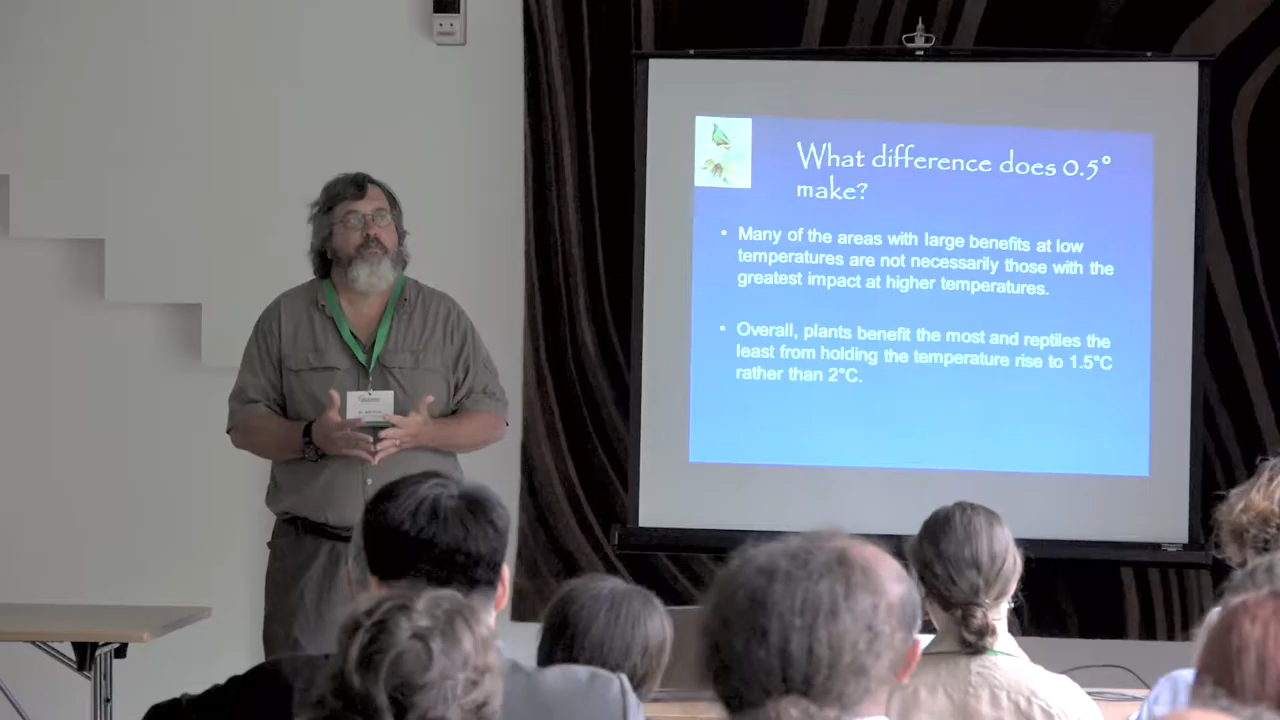 What difference does 0.5°
make?
• Many of the areas with large benefits at low
temperatures are not necessarily those with the
greatest impact at higher temperatures.
• Overall, plants benefit the most and reptiles the
least from holding the temperature rise to 1.5°C
rather than 2°C.